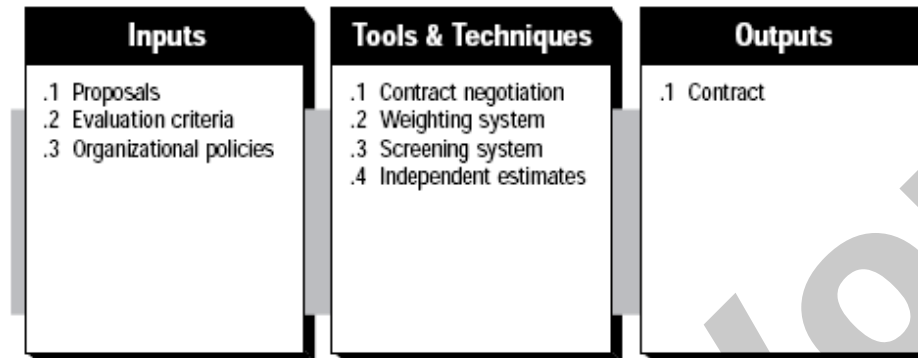 Inputs
.1 Proposals
.2 Evaluation criteria
.3 Organizational policies
Tools & Techniques
.1 Contract negotiation
.2 Weighting system
.3 Screening system
.4 Independent estimates
Outputs
.1 Contract